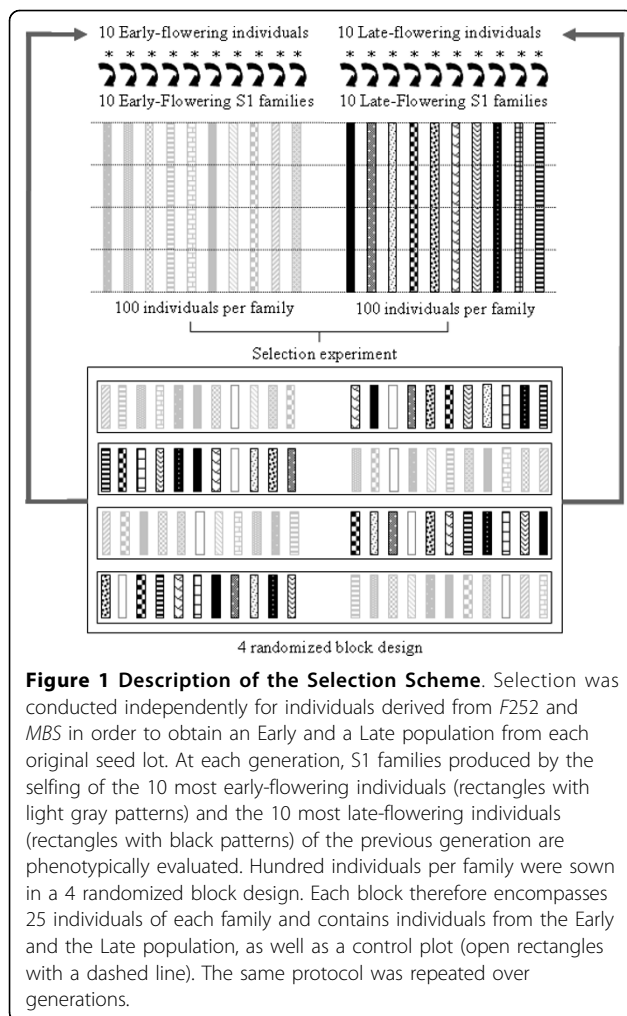 10 Early-flowering individuals 10 Late-flowering individuals
* * * * * * * * * * * * * * * * * * * *
10 Early-Flowering S1 families 10 Late-Flowering S1 families
100 individuals per family 100 individuals per family
Selection experiment
4 randomized block design
Figure 1 Description of the Selection Scheme. Selection was
conducted independently for individuals derived from F252 and
MBS in order to obtain an Early and a Late population from each
original seed lot. At each generation, S1 families produced by the
selfing of the 10 most early-flowering individuals (rectangles with
light gray patterns) and the 10 most late-flowering individuals
(rectangles with black patterns) of the previous generation are
phenotypically evaluated. Hundred individuals per family were sown
in a 4 randomized block design. Each block therefore encompasses
25 individuals of each family and contains individuals from the Early
and the Late population, as well as a control plot (open rectangles
with a dashed line). The same protocol was repeated over
generations.